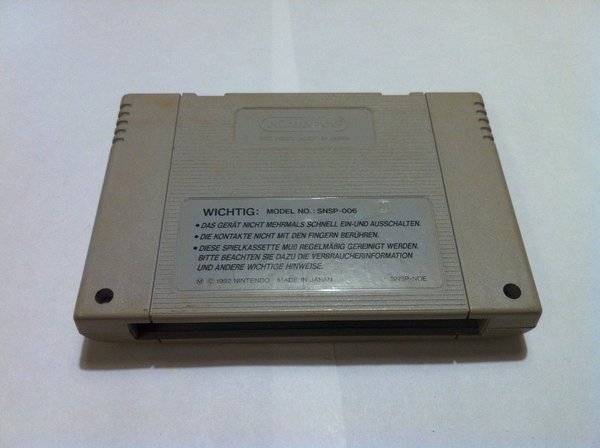 Nintendo
WICHTIG: MODEL NO.: SNSP-006
• DAS GERÄT NICHT MEHRMALS SCHNELL EIN-UND AUSSCHALTEN.
• DIE KONTAKTE NICHT MIT DEN FINGERN BERÜHREN.
• DIESE SPIELKASSETTE MUß REGELMÄßIG GEREINIGT WERDEN.
BITTE BEACHTEN SIE DAZU DIE VERBRAUCHERINFORMATION
UND ANDERE WICHTIGE HINWEISE.
M © 1992 NINTENDO MADE IN JAPAN SNSP-NOE